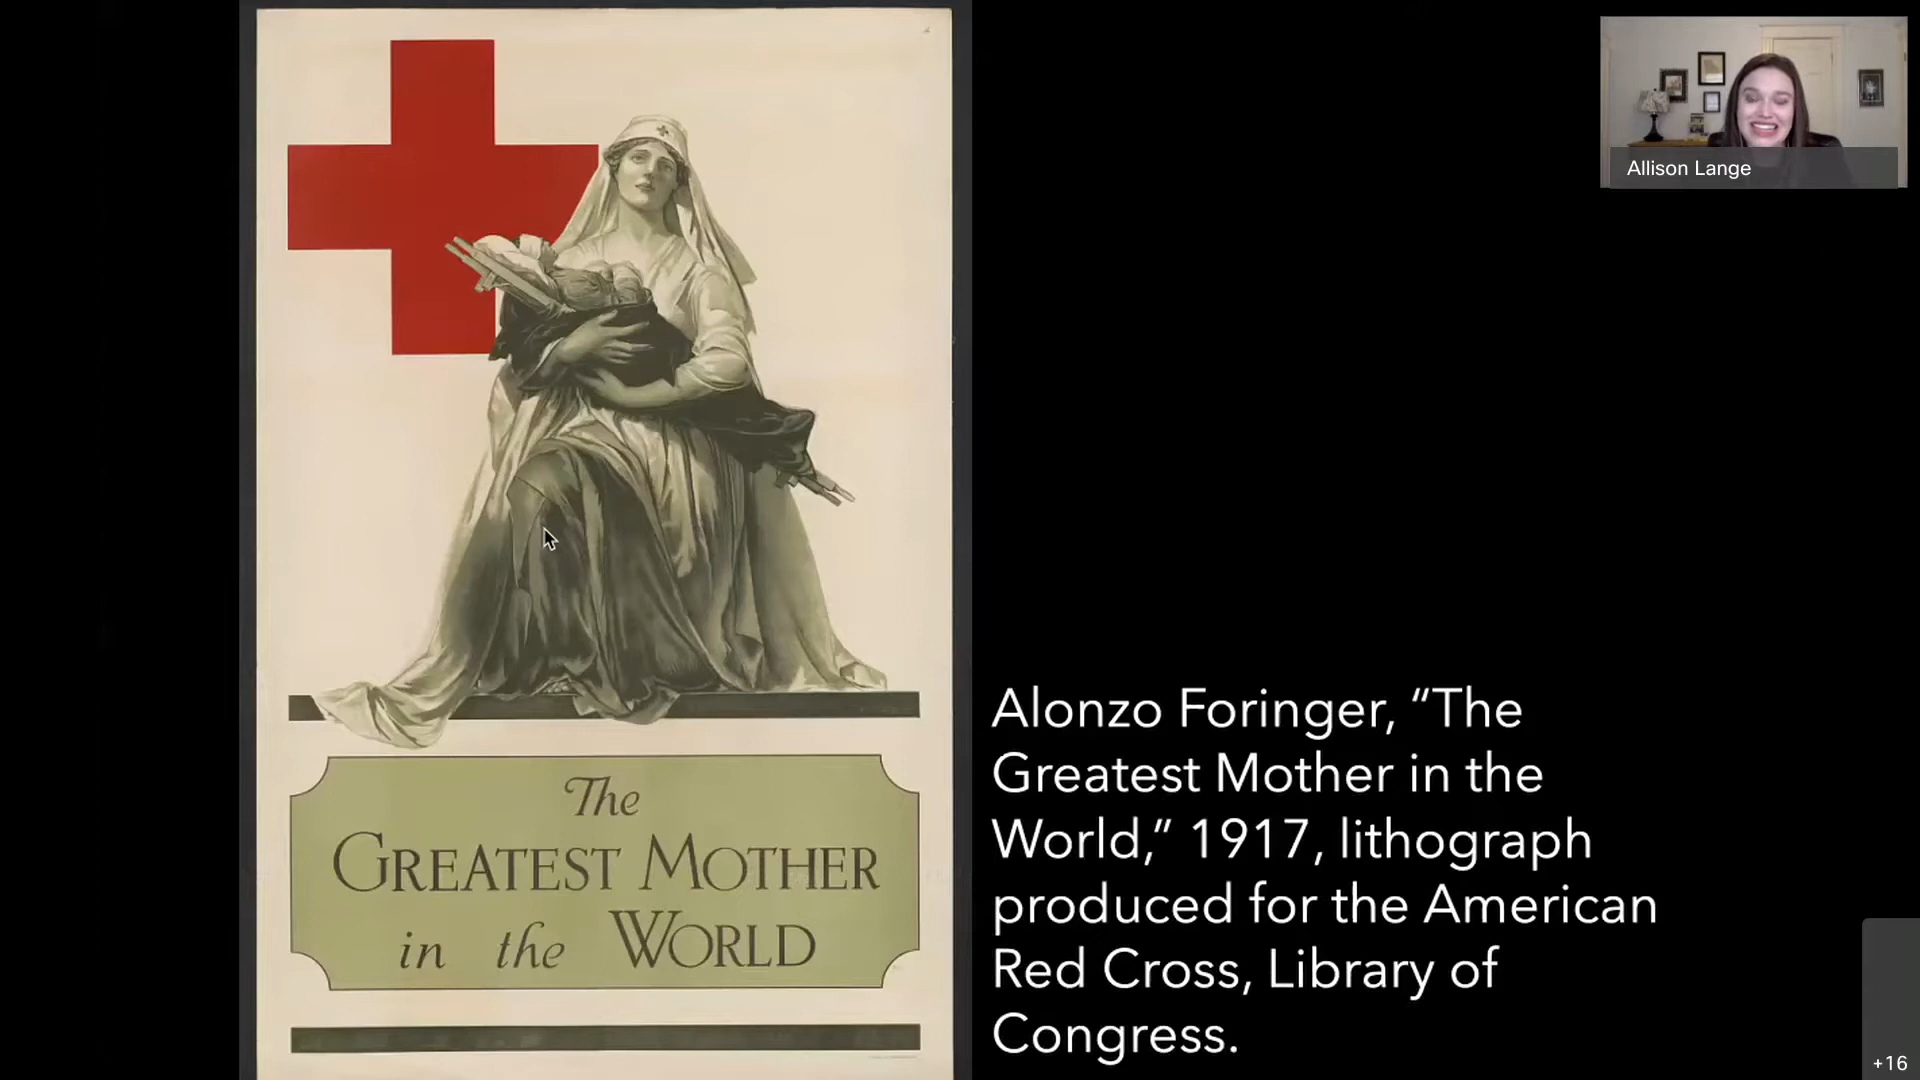 Allison Lange
The
GREATEST MOTHER
in the WORLD
Alonzo Foringer, “The
Greatest Mother in the
World,” 1917, lithograph
produced for the American
Red Cross, Library of
Congress.
+16